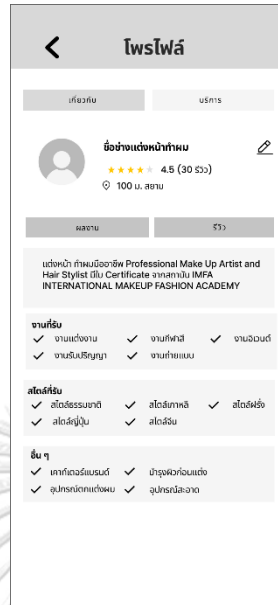 โพรไฟล์
เกี่ยวกับ บริการ
ชื่อช่างแต่งหน้าทำผม
4.5 (30 รีวิว)
100 ม. สยาม
ผลงาน รีวิว
แต่งหน้า ทำผมมืออาชีพ Professional Make Up Artist and
Hair Stylist มีใบ Certificate จากสถาบัน IMFA
INTERNATIONAL MAKEUP FASHION ACADEMY
งานที่รับ
งานแต่งงาน งานกีฬาสี งานอีเวนต์
งานรับปริญญา งานถ่ายแบบ
สไตล์ที่รับ
สไตล์ธรรมชาติ สไตล์เกาหลี สไตล์ฝรั่ง
สไตล์ญี่ปุ่น สไตล์จีน
อื่น ๆ
เคาท์เตอร์แบรนด์ บำรุงผิวก่อนแต่ง
อุปกรณ์ตกแต่งผม อุปกรณ์สะอาด